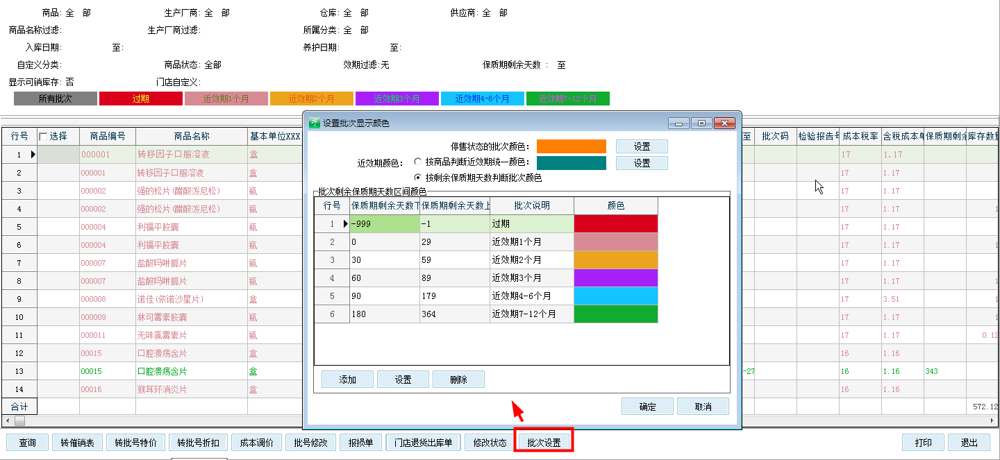 商品: 全 部 生产厂商: 全 部 仓库: 全 部 供应商: 全 部
商品名称过滤: 生产厂商过滤: 所属分类: 全 部
入库日期: 至: 养护日期: 至:
自定义分类: 商品状态: 全部 效期过滤:无 保质期剩余天数 : 至
显示可销库存: 否 门店自定义:
所有批次 过期 近效期1个月 近效期2个月 近效期3个月 近效期4-6个月 近效期7-12个月
行号 选择 商品编号 商品名称 基本单位XXX 至 批次码 检验报告号 成本税率 含税成本单 保质期剩余 库存数量
1 000001 转移因子口服溶液 盒 17 1.17
2 000001 转移因子口服溶液 盒 17 1.17
3 000002 强的松片(醋酸泼尼松) 瓶 17 1.17
4 000002 强的松片(醋酸泼尼松) 瓶 17 1.17 1
5 000004 利福平胶囊 瓶 17 1.17
6 000004 利福平胶囊 瓶 17 1.17 1
7 000007 盐酸吗啉胍片 瓶 17 1.17
8 000007 盐酸吗啉胍片 瓶 17 1.17 1
9 000008 诺佳(依诺沙星片) 盒 17 3.51 1
10 000009 林可霉素胶囊 瓶 17 1.17 1
11 000011 无味氯霉素片 瓶 17 1.17 0.12
12 00015 口腔溃疡含片 盒 16 1.16
13 00015 口腔溃疡含片 盒 -27 16 1.16 343
14 00016 猴耳环消炎片 盒 16 1.16
合计 572.12
设置批次显示颜色
停售状态的批次颜色: 设置
近效期颜色: 按商品判断近效期统一颜色: 设置
按剩余保质期天数判断批次颜色
批次剩余保质期天数区间颜色
行号 保质期剩余天数下 保质期剩余天数上 批次说明 颜色
1 -999 -1 过期
2 0 29 近效期1个月
3 30 59 近效期2个月
4 60 89 近效期3个月
5 90 179 近效期4-6个月
6 180 364 近效期7-12个月
添加 设置 删除
确定 取消
查询 转催销表 转批号特价 转批号折扣 成本调价 批号修改 报损单 门店退货出库单 修改状态 批次设置 打印 退出